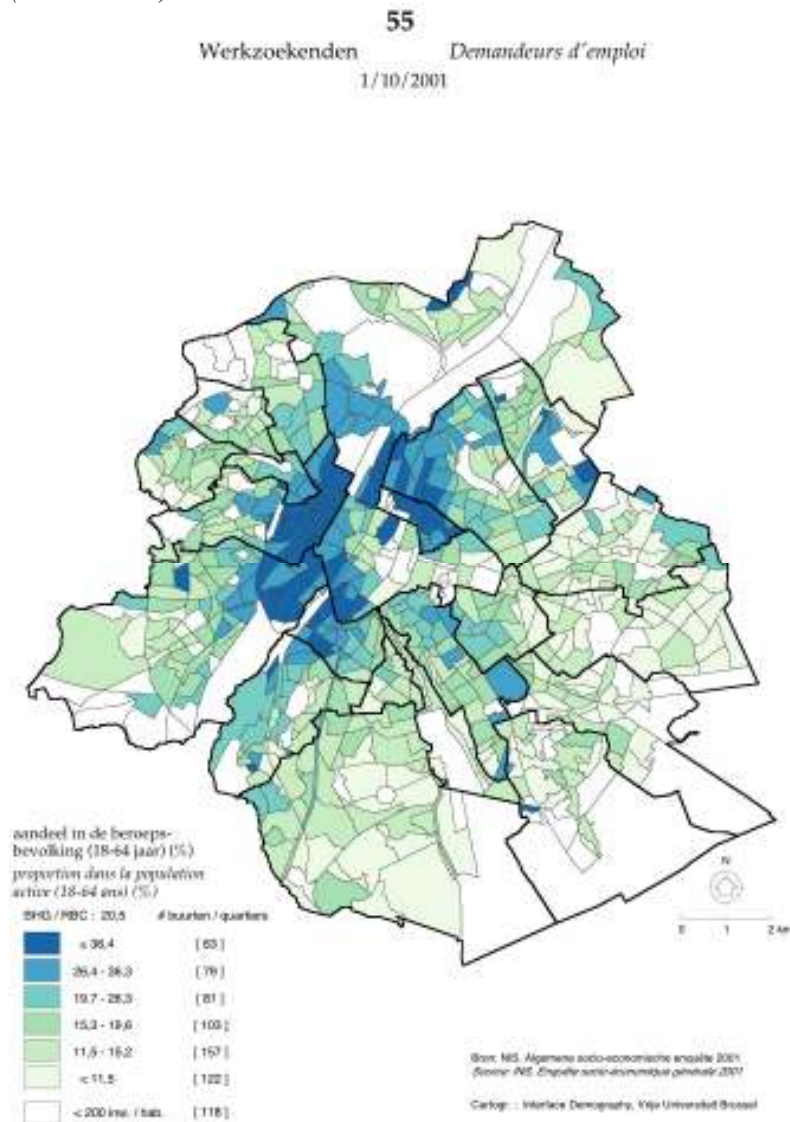 55
Werkzoekenden Demandeurs d'emploi
1/10/2001
aandeel in de beroeps-
bevolking (18-64 jaar) (%)
proportion dans la population
active (18-64 ans) (%)
BHG / RBC : 20,5 # buurten / quartiers
≥ 36,4 [ 63 ]
26,4 - 36,3 [ 79 ]
19,7 - 26,3 [ 81 ]
15,3 - 19,6 [ 103 ]
11,5 - 15,2 [ 157 ]
< 11,5 [ 122 ]
< 200 inw. / hab. [ 118 ]
N
0 1 2 km
Bron: NIS, Algemene socio-economische enquête 2001
Source: INS, Enquête socio-économique générale 2001
Cartogr. : Interface Demography, Vrije Universiteit Brussel